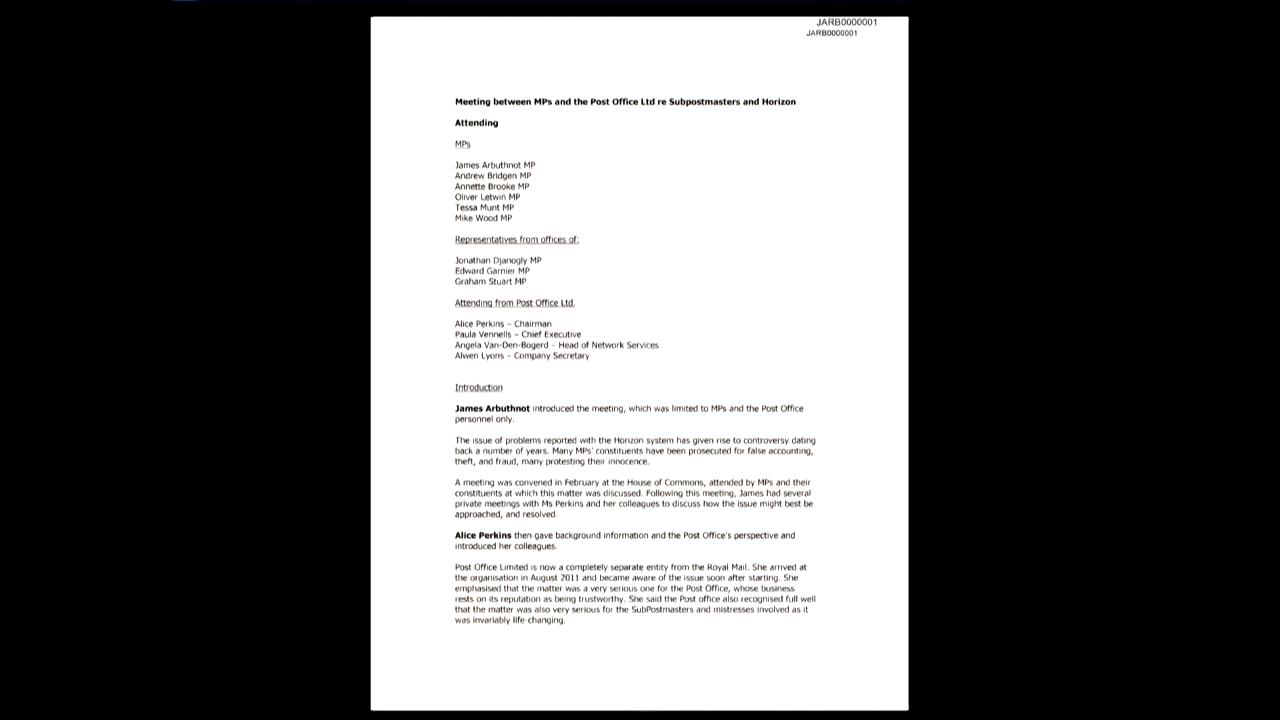 JARB0000001
JARB0000001
Meeting between MPs and the Post Office Ltd re Subpostmasters and Horizon
Attending
MPs
James Arbuthnot MP
Andrew Bridgen MP
Annette Brooke MP
Oliver Letwin MP
Tessa Munt MP
Mike Wood MP
Representatives from offices of:
Jonathan Djanogly MP
Edward Garnier MP
Graham Stuart MP
Attending from Post Office Ltd.
Alice Perkins – Chairman
Paula Vennells – Chief Executive
Angela Van-Den-Bogerd – Head of Network Services
Alwen Lyons – Company Secretary
Introduction
James Arbuthnot introduced the meeting, which was limited to MPs and the Post Office
personnel only.
The issue of problems reported with the Horizon system has given rise to controversy dating
back a number of years. Many MPs' constituents have been prosecuted for false accounting,
theft, and fraud, many protesting their innocence.
A meeting was convened in February at the House of Commons, attended by MPs and their
constituents at which this matter was discussed. Following this meeting, James had several
private meetings with Ms Perkins and her colleagues to discuss how the issue might best be
approached, and resolved.
Alice Perkins then gave background information and the Post Office's perspective and
introduced her colleagues.
Post Office Limited is now a completely separate entity from the Royal Mail. She arrived at
the organisation in August 2011 and became aware of the issue soon after starting. She
emphasised that the matter was a very serious one for the Post Office, whose business
rests on its reputation as being trustworthy. She said the Post office also recognised full well
that the matter was also very serious for the SubPostmasters and mistresses involved as it
was invariably life-changing.